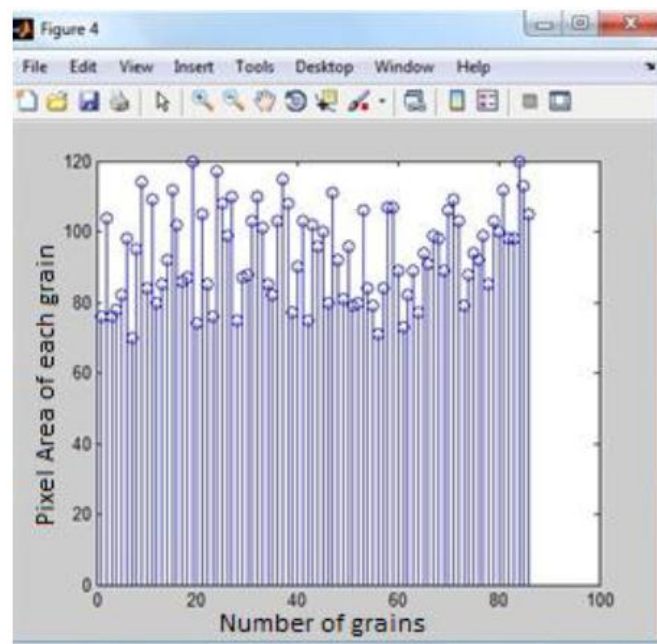 Figure 4
File Edit View Insert Tools Desktop Window Help
120
100
80
60
40
20
0
0 20 40 60 80 100
Pixel Area of each grain
Number of grains